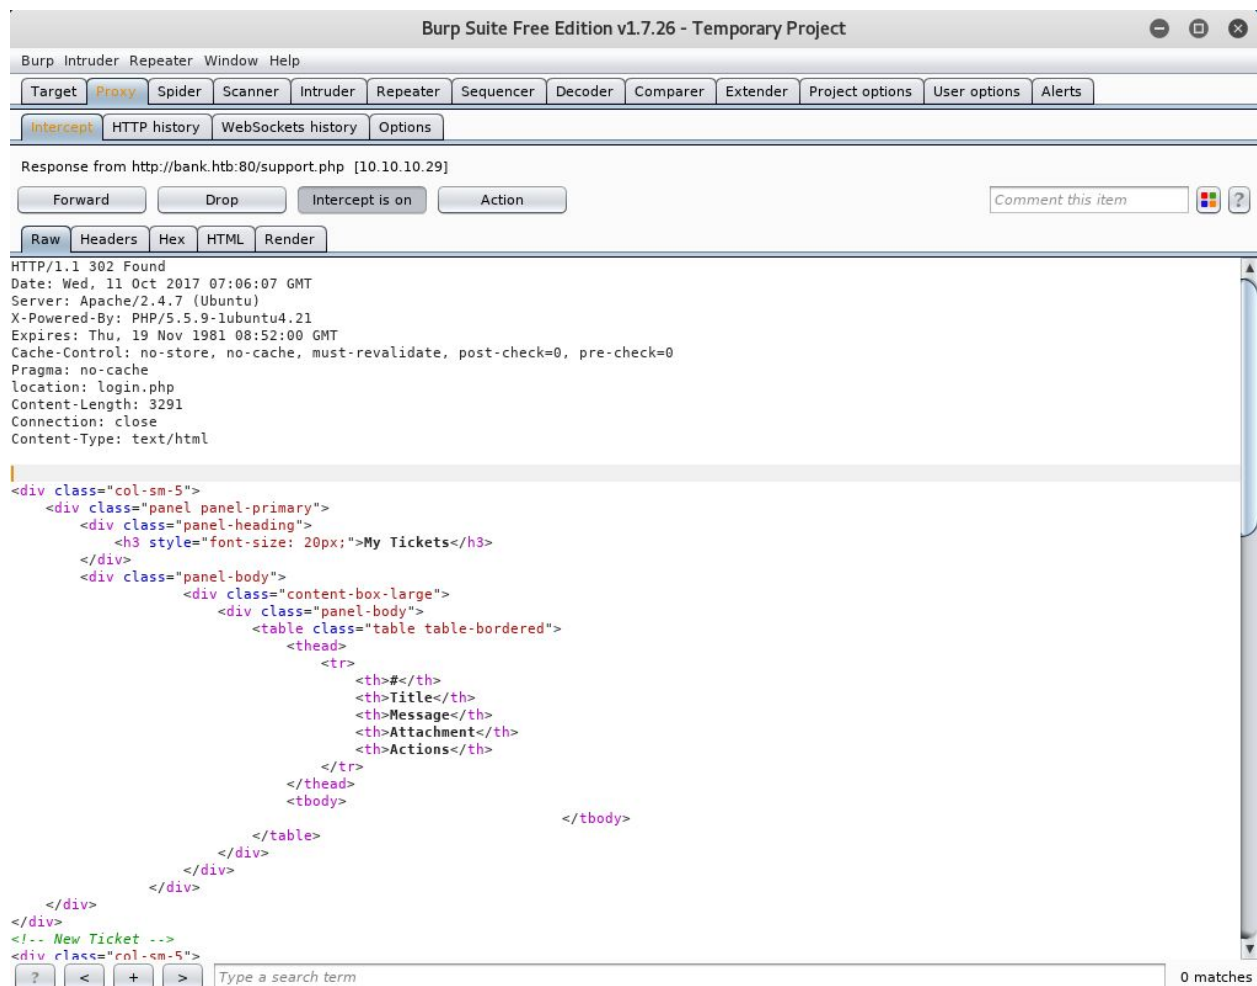 Burp Suite Free Edition v1.7.26 - Temporary Project
Burp Intruder Repeater Window Help
Target Proxy Spider Scanner Intruder Repeater Sequencer Decoder Comparer Extender Project options User options Alerts
Intercept HTTP history WebSockets history Options
Response from http://bank.htb:80/support.php [10.10.10.29]
Forward Drop Intercept is on Action Comment this item ?
Raw Headers Hex HTML Render
HTTP/1.1 302 Found
Date: Wed, 11 Oct 2017 07:06:07 GMT
Server: Apache/2.4.7 (Ubuntu)
X-Powered-By: PHP/5.5.9-1ubuntu4.21
Expires: Thu, 19 Nov 1981 08:52:00 GMT
Cache-Control: no-store, no-cache, must-revalidate, post-check=0, pre-check=0
Pragma: no-cache
location: login.php
Content-Length: 3291
Connection: close
Content-Type: text/html
<div class="col-sm-5">
<div class="panel panel-primary">
<div class="panel-heading">
<h3 style="font-size: 20px;">My Tickets</h3>
</div>
<div class="panel-body">
<div class="content-box-large">
<div class="panel-body">
<table class="table table-bordered">
<thead>
<tr>
<th>#</th>
<th>Title</th>
<th>Message</th>
<th>Attachment</th>
<th>Actions</th>
</tr>
</thead>
<tbody>
</tbody>
</table>
</div>
</div>
</div>
</div>
</div>
<!-- New Ticket -->
<div class="col-sm-5">
? < + > Type a search term 0 matches